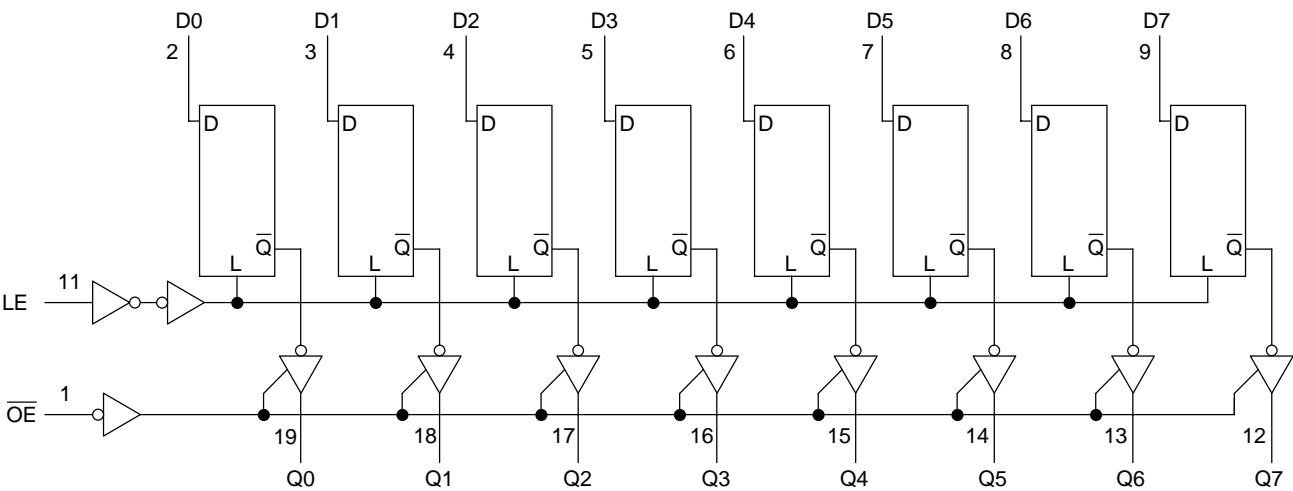 D0 D1 D2 D3 D4 D5 D6 D7
2 3 4 5 6 7 8 9
D D D D D D D D
Q̅ Q̅ Q̅ Q̅ Q̅ Q̅ Q̅ Q̅
L L L L L L L L
11
LE
1
O̅E̅
19 18 17 16 15 14 13 12
Q0 Q1 Q2 Q3 Q4 Q5 Q6 Q7